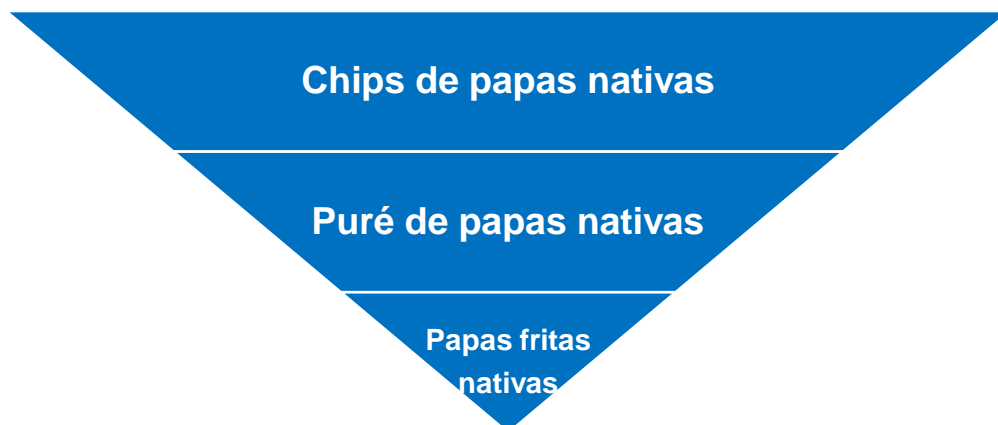 Chips de papas nativas
Puré de papas nativas
Papas fritas
nativas